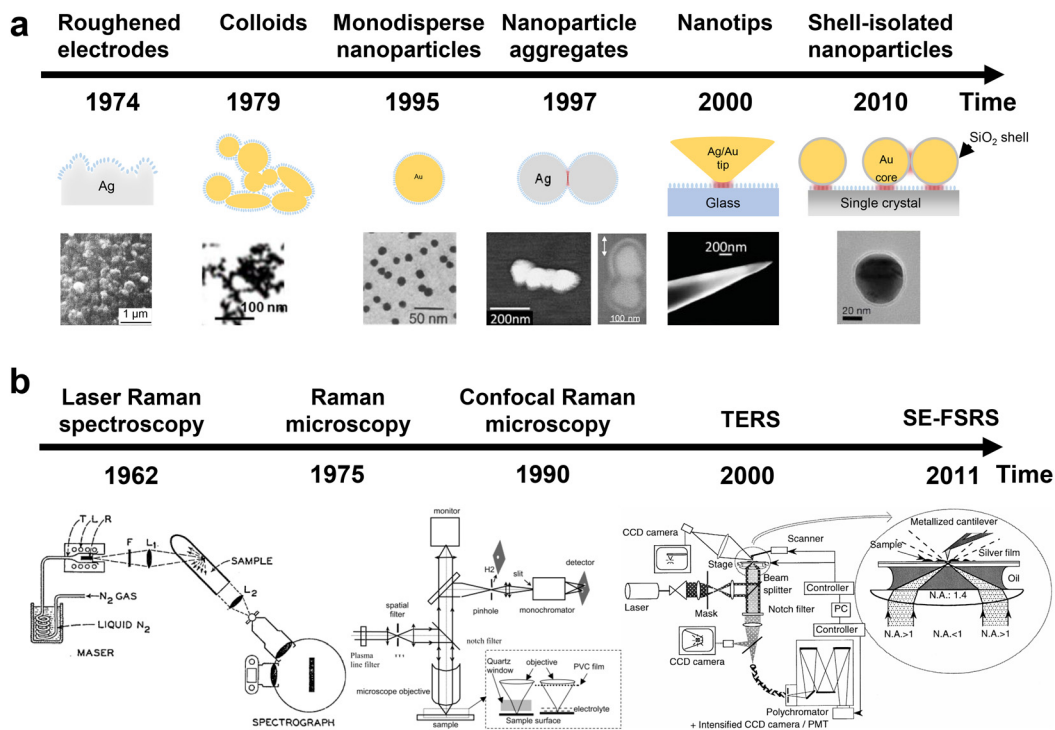 a
Roughened
electrodes
Colloids
Monodisperse
nanoparticles
Nanoparticle
aggregates
Nanotips
Shell-isolated
nanoparticles
1974
1979
1995
1997
2000
2010
Time
Ag
Au
Ag
Ag/Au
tip
Glass
Au
core
SiO2 shell
Single crystal
1 μm
100 nm
50 nm
200nm
100 nm
200nm
20 nm
b
Laser Raman
spectroscopy
Raman
microscopy
Confocal Raman
microscopy
TERS
SE-FSRS
1962
1975
1990
2000
2011
Time
T L R
F
L1
SAMPLE
L2
N2 GAS
LIQUID N2
MASER
SPECTROGRAPH
monitor
H2
slit
detector
pinhole
monochromator
spatial
filter
Plasma
line filter
notch filter
microscope objective
sample
Quartz
window
objective
PVC film
electrolyte
Sample surface
CCD camera
Scanner
Stage
Beam
splitter
Laser
Mask
Notch filter
Controller
PC
Controller
CCD camera
Polychromator
+ Intensified CCD camera / PMT
Metallized cantilever
Sample
Silver film
Oil
N.A.: 1.4
N.A.>1
N.A.<1
N.A.>1